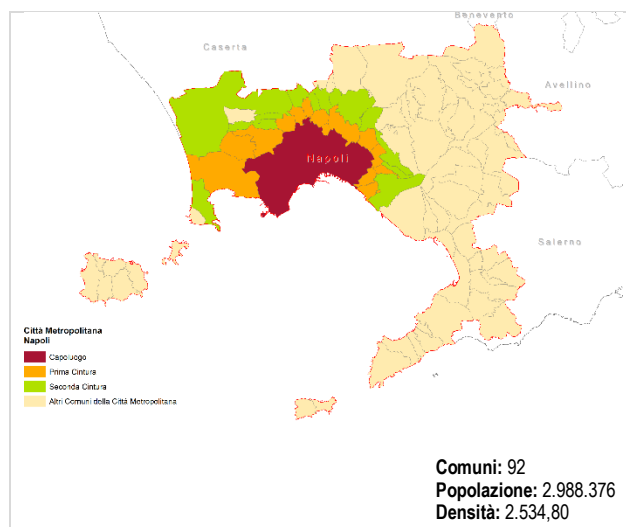 Benevento
Caserta
Avellino
Napoli
Salerno
Città Metropolitana
Napoli
Capoluogo
Prima Cintura
Seconda Cintura
Altri Comuni della Città Metropolitana
Comuni: 92
Popolazione: 2.988.376
Densità: 2.534,80